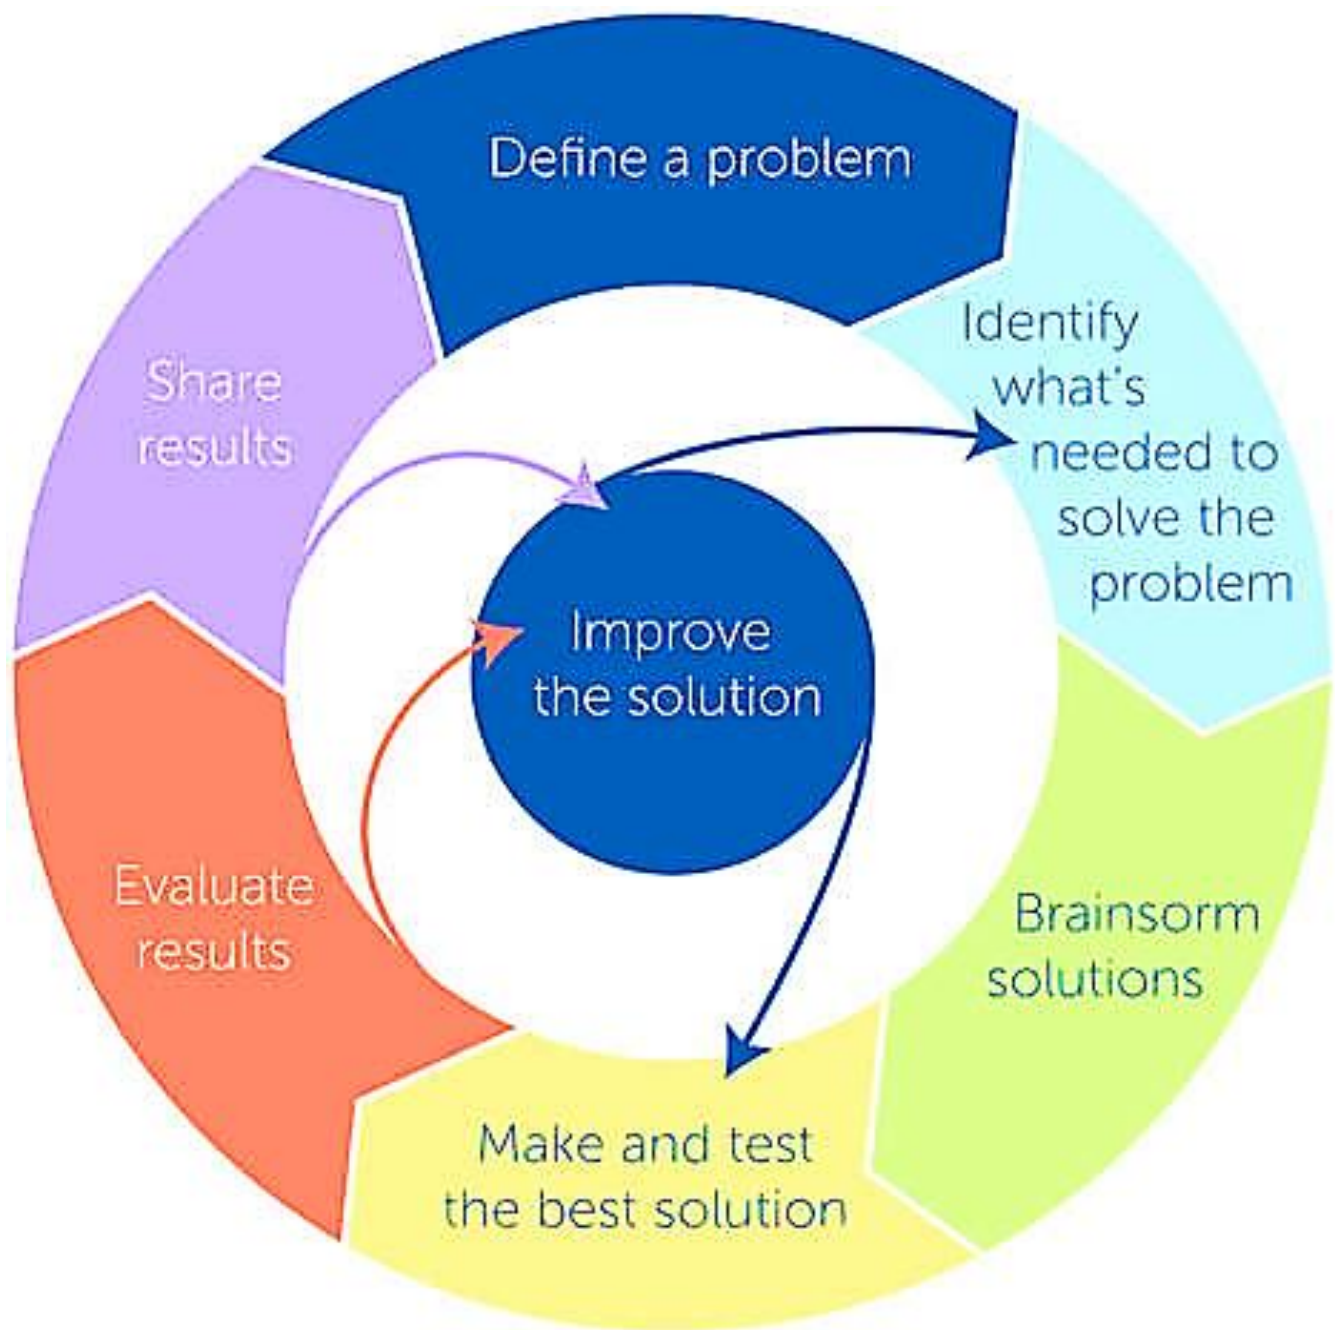 Define a problem
Identify
what's
needed to
solve the
problem
Brainsorm
solutions
Make and test
the best solution
Evaluate
results
Share
results
Improve
the solution